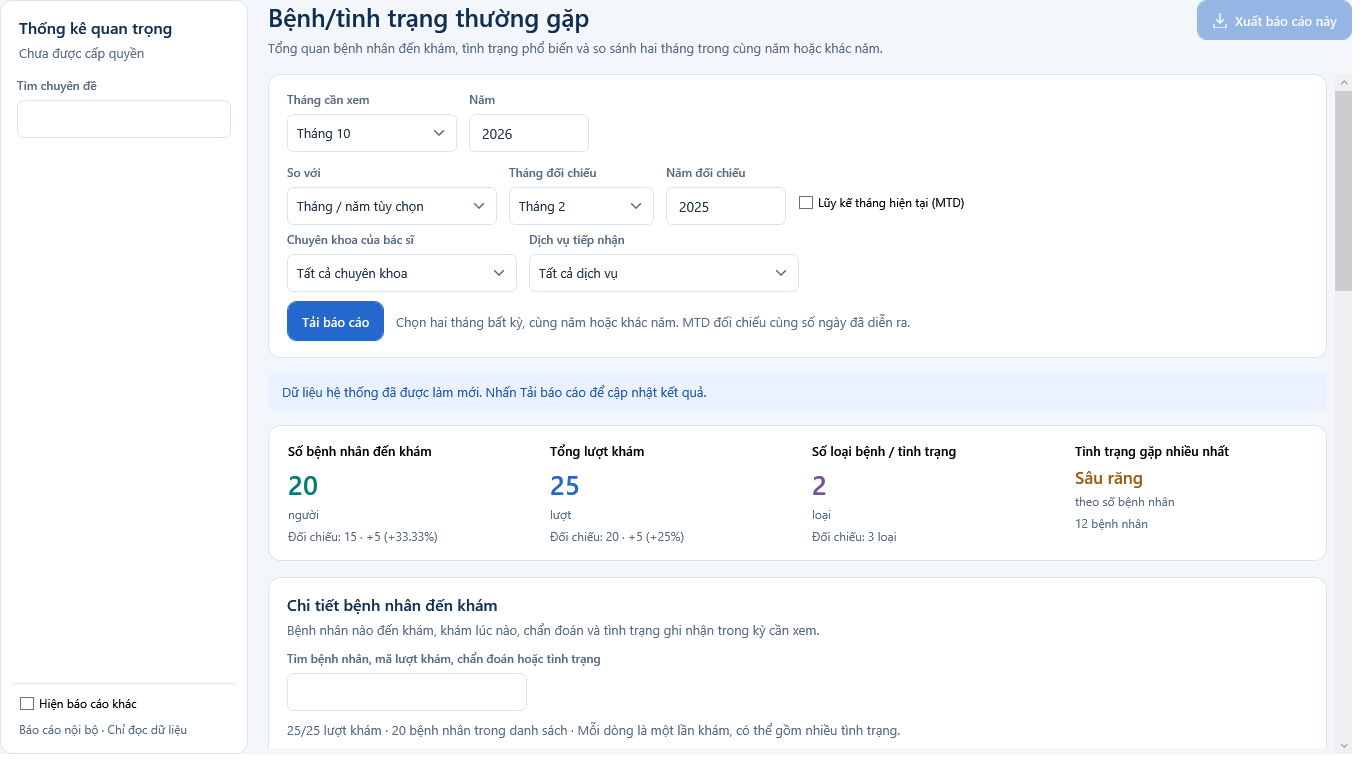 Thống kê quan trọng
Chưa được cấp quyền
Tìm chuyên đề
Hiện báo cáo khác
Báo cáo nội bộ · Chỉ đọc dữ liệu
Bệnh/tình trạng thường gặp
Tổng quan bệnh nhân đến khám, tình trạng phổ biến và so sánh hai tháng trong cùng năm hoặc khác năm.
Xuất báo cáo này
Tháng cần xem
Năm
Tháng 10
2026
So với
Tháng đối chiếu
Năm đối chiếu
Tháng / năm tùy chọn
Tháng 2
2025
Lũy kế tháng hiện tại (MTD)
Chuyên khoa của bác sĩ
Dịch vụ tiếp nhận
Tất cả chuyên khoa
Tất cả dịch vụ
Tải báo cáo
Chọn hai tháng bất kỳ, cùng năm hoặc khác năm. MTD đối chiếu cùng số ngày đã diễn ra.
Dữ liệu hệ thống đã được làm mới. Nhấn Tải báo cáo để cập nhật kết quả.
Số bệnh nhân đến khám
20
người
Đối chiếu: 15 · +5 (+33.33%)
Tổng lượt khám
25
lượt
Đối chiếu: 20 · +5 (+25%)
Số loại bệnh / tình trạng
2
loại
Đối chiếu: 3 loại
Tình trạng gặp nhiều nhất
Sâu răng
theo số bệnh nhân
12 bệnh nhân
Chi tiết bệnh nhân đến khám
Bệnh nhân nào đến khám, khám lúc nào, chẩn đoán và tình trạng ghi nhận trong kỳ cần xem.
Tìm bệnh nhân, mã lượt khám, chẩn đoán hoặc tình trạng
25/25 lượt khám · 20 bệnh nhân trong danh sách · Mỗi dòng là một lần khám, có thể gồm nhiều tình trạng.